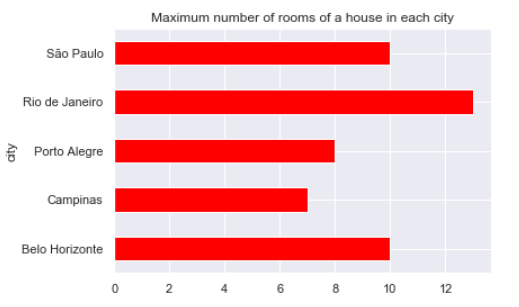 Maximum number of rooms of a house in each city
São Paulo
Rio de Janeiro
Porto Alegre
Campinas
Belo Horizonte
city
0 2 4 6 8 10 12